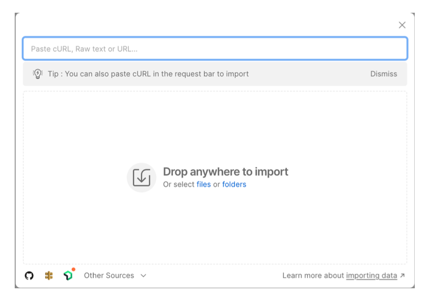 Paste cURL, Raw text or URL...
Tip : You can also paste cURL in the request bar to import Dismiss
Drop anywhere to import
Or select files or folders
Other Sources Learn more about importing data ↗